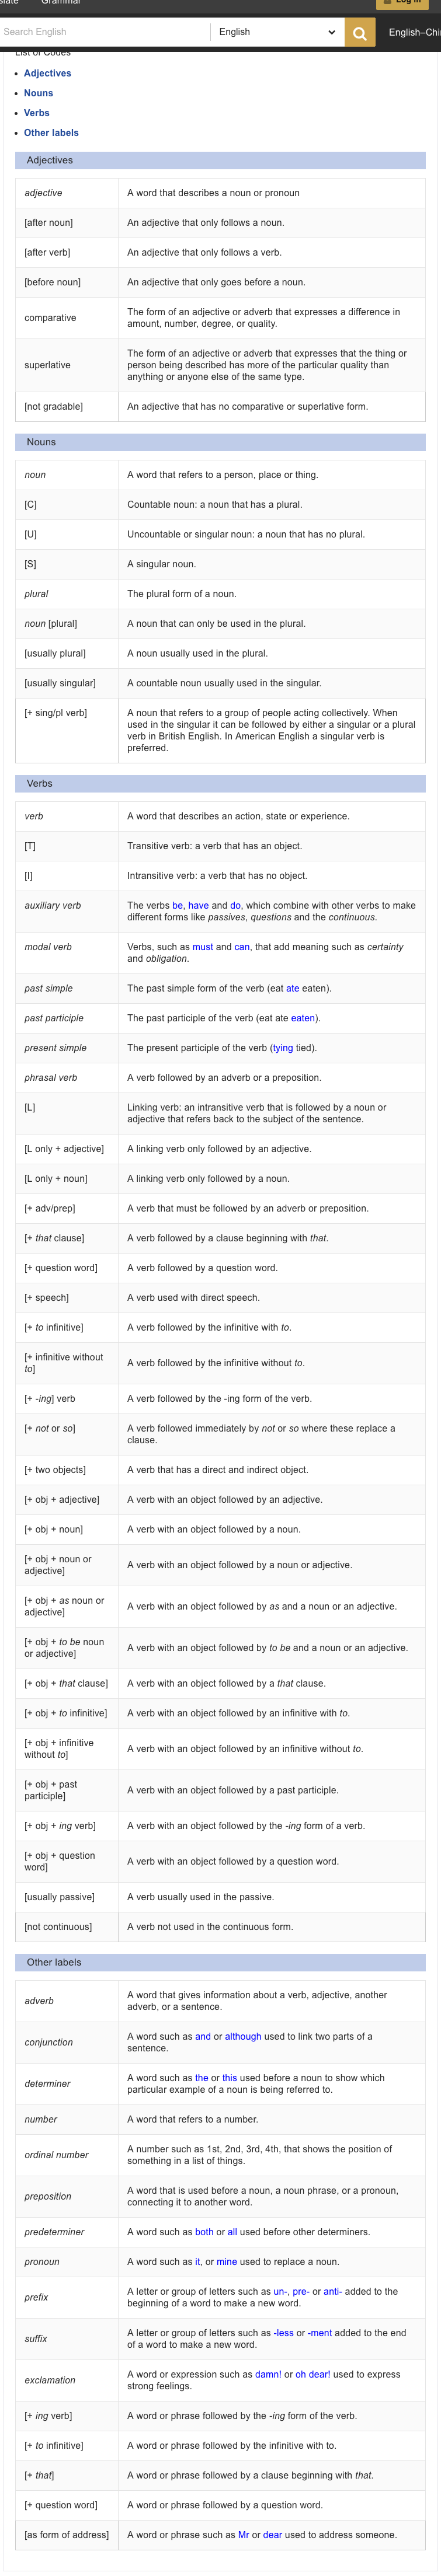 slate Grammar Log in
Search English English English–Chi
List of Codes
• Adjectives
• Nouns
• Verbs
• Other labels
Adjectives
adjective A word that describes a noun or pronoun
[after noun] An adjective that only follows a noun.
[after verb] An adjective that only follows a verb.
[before noun] An adjective that only goes before a noun.
comparative The form of an adjective or adverb that expresses a difference in
amount, number, degree, or quality.
superlative The form of an adjective or adverb that expresses that the thing or
person being described has more of the particular quality than
anything or anyone else of the same type.
[not gradable] An adjective that has no comparative or superlative form.
Nouns
noun A word that refers to a person, place or thing.
[C] Countable noun: a noun that has a plural.
[U] Uncountable or singular noun: a noun that has no plural.
[S] A singular noun.
plural The plural form of a noun.
noun [plural] A noun that can only be used in the plural.
[usually plural] A noun usually used in the plural.
[usually singular] A countable noun usually used in the singular.
[+ sing/pl verb] A noun that refers to a group of people acting collectively. When
used in the singular it can be followed by either a singular or a plural
verb in British English. In American English a singular verb is
preferred.
Verbs
verb A word that describes an action, state or experience.
[T] Transitive verb: a verb that has an object.
[I] Intransitive verb: a verb that has no object.
auxiliary verb The verbs be, have and do, which combine with other verbs to make
different forms like passives, questions and the continuous.
modal verb Verbs, such as must and can, that add meaning such as certainty
and obligation.
past simple The past simple form of the verb (eat ate eaten).
past participle The past participle of the verb (eat ate eaten).
present simple The present participle of the verb (tying tied).
phrasal verb A verb followed by an adverb or a preposition.
[L] Linking verb: an intransitive verb that is followed by a noun or
adjective that refers back to the subject of the sentence.
[L only + adjective] A linking verb only followed by an adjective.
[L only + noun] A linking verb only followed by a noun.
[+ adv/prep] A verb that must be followed by an adverb or preposition.
[+ that clause] A verb followed by a clause beginning with that.
[+ question word] A verb followed by a question word.
[+ speech] A verb used with direct speech.
[+ to infinitive] A verb followed by the infinitive with to.
[+ infinitive without
to] A verb followed by the infinitive without to.
[+ -ing] verb A verb followed by the -ing form of the verb.
[+ not or so] A verb followed immediately by not or so where these replace a
clause.
[+ two objects] A verb that has a direct and indirect object.
[+ obj + adjective] A verb with an object followed by an adjective.
[+ obj + noun] A verb with an object followed by a noun.
[+ obj + noun or
adjective] A verb with an object followed by a noun or adjective.
[+ obj + as noun or
adjective] A verb with an object followed by as and a noun or an adjective.
[+ obj + to be noun
or adjective] A verb with an object followed by to be and a noun or an adjective.
[+ obj + that clause] A verb with an object followed by a that clause.
[+ obj + to infinitive] A verb with an object followed by an infinitive with to.
[+ obj + infinitive
without to] A verb with an object followed by an infinitive without to.
[+ obj + past
participle] A verb with an object followed by a past participle.
[+ obj + ing verb] A verb with an object followed by the -ing form of a verb.
[+ obj + question
word] A verb with an object followed by a question word.
[usually passive] A verb usually used in the passive.
[not continuous] A verb not used in the continuous form.
Other labels
adverb A word that gives information about a verb, adjective, another
adverb, or a sentence.
conjunction A word such as and or although used to link two parts of a
sentence.
determiner A word such as the or this used before a noun to show which
particular example of a noun is being referred to.
number A word that refers to a number.
ordinal number A number such as 1st, 2nd, 3rd, 4th, that shows the position of
something in a list of things.
preposition A word that is used before a noun, a noun phrase, or a pronoun,
connecting it to another word.
predeterminer A word such as both or all used before other determiners.
pronoun A word such as it, or mine used to replace a noun.
prefix A letter or group of letters such as un-, pre- or anti- added to the
beginning of a word to make a new word.
suffix A letter or group of letters such as -less or -ment added to the end
of a word to make a new word.
exclamation A word or expression such as damn! or oh dear! used to express
strong feelings.
[+ ing verb] A word or phrase followed by the -ing form of the verb.
[+ to infinitive] A word or phrase followed by the infinitive with to.
[+ that] A word or phrase followed by a clause beginning with that.
[+ question word] A word or phrase followed by a question word.
[as form of address] A word or phrase such as Mr or dear used to address someone.